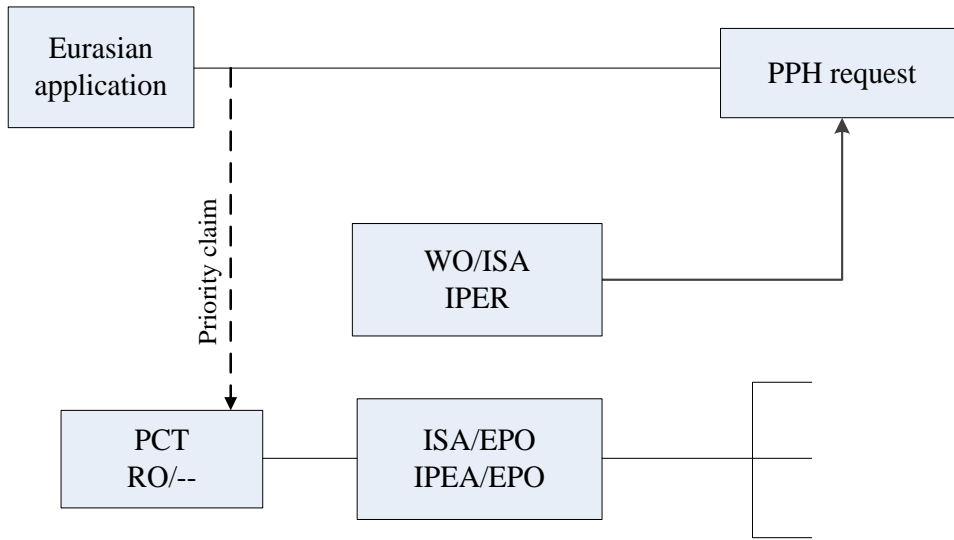 Eurasian
application
PPH request
Priority claim
WO/ISA
IPER
PCT
RO/--
ISA/EPO
IPEA/EPO